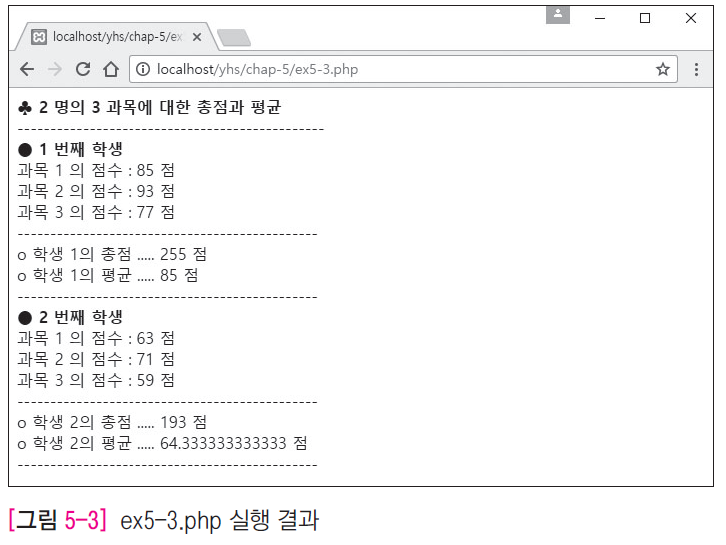 localhost/yhs/chap-5/ex
localhost/yhs/chap-5/ex5-3.php
♣ 2 명의 3 과목에 대한 총점과 평균
-----------------------------------------------
● 1 번째 학생
과목 1 의 점수 : 85 점
과목 2 의 점수 : 93 점
과목 3 의 점수 : 77 점
----------------------------------------------
o 학생 1의 총점 ..... 255 점
o 학생 1의 평균 ..... 85 점
----------------------------------------------
● 2 번째 학생
과목 1 의 점수 : 63 점
과목 2 의 점수 : 71 점
과목 3 의 점수 : 59 점
----------------------------------------------
o 학생 2의 총점 ..... 193 점
o 학생 2의 평균 ..... 64.333333333333 점
----------------------------------------------
[그림 5-3] ex5-3.php 실행 결과